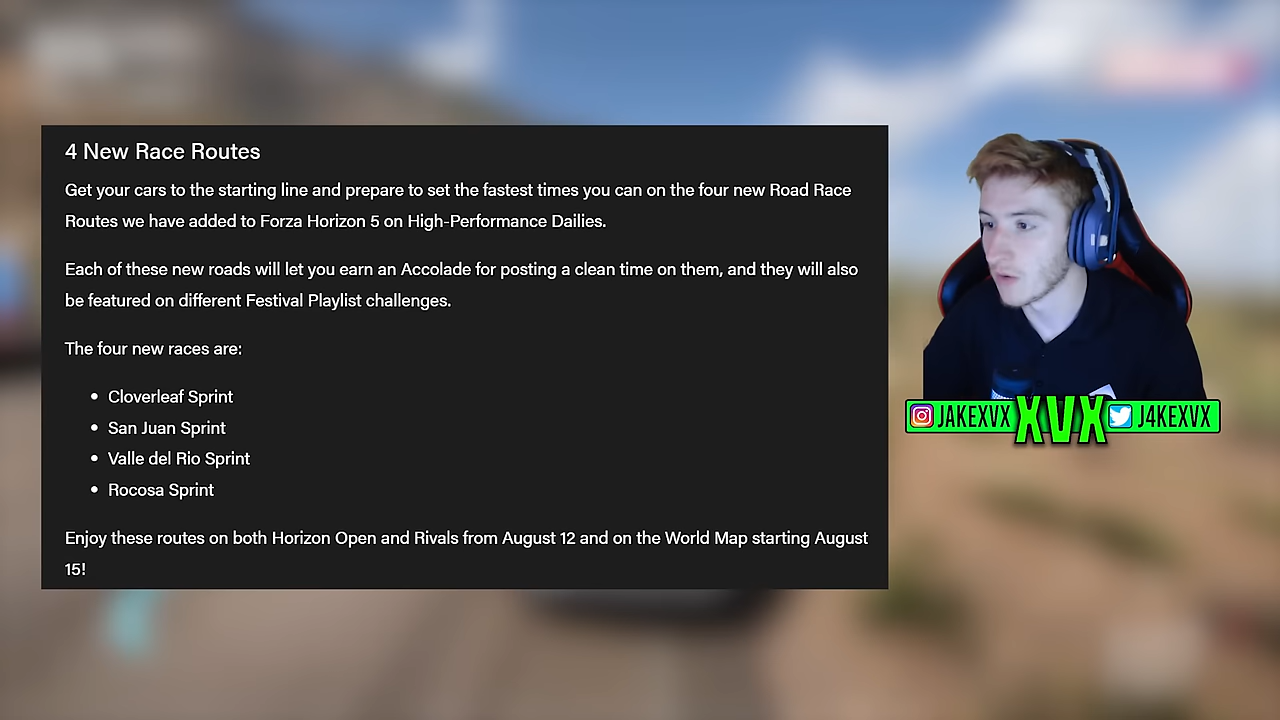 4 New Race Routes
Get your cars to the starting line and prepare to set the fastest times you can on the four new Road Race
Routes we have added to Forza Horizon 5 on High-Performance Dailies.
Each of these new roads will let you earn an Accolade for posting a clean time on them, and they will also
be featured on different Festival Playlist challenges.
The four new races are:
• Cloverleaf Sprint
• San Juan Sprint
• Valle del Rio Sprint
• Rocosa Sprint
Enjoy these routes on both Horizon Open and Rivals from August 12 and on the World Map starting August
15!
JAKEXVX XVX J4KEXVX